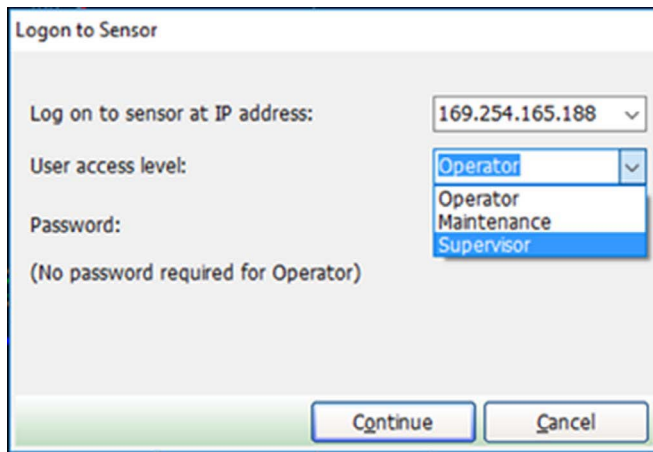 Logon to Sensor
Log on to sensor at IP address: 169.254.165.188
User access level: Operator
Operator
Maintenance
Password:
Supervisor
(No password required for Operator)
Continue Cancel